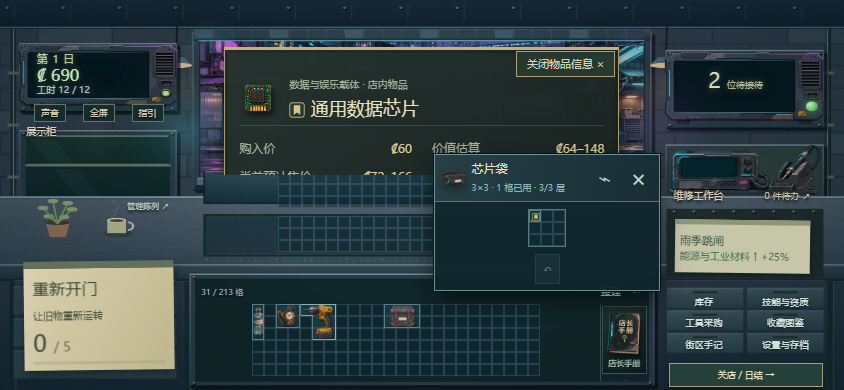 第 1 日
₡ 690
工时 12 / 12
声音
全屏
指引
展示柜
管理陈列 ↗
重新开门
让旧物重新运转
0 / 5
关闭物品信息 ×
数据与娱乐载体 · 店内物品
通用数据芯片
购入价 ₡60 价值估算 ₡64–148
芯片袋
3×3 · 1 格已用 · 3/3 层
31 / 213 格
店长手册
店长手册
2 位待接待
维修工作台 0 件待办 ↗
雨季跳闸
能源与工业材料 ↑ +25%
库存
技能与资质
工具采购
收藏图鉴
街区手记
设置与存档
关店 / 日结 →